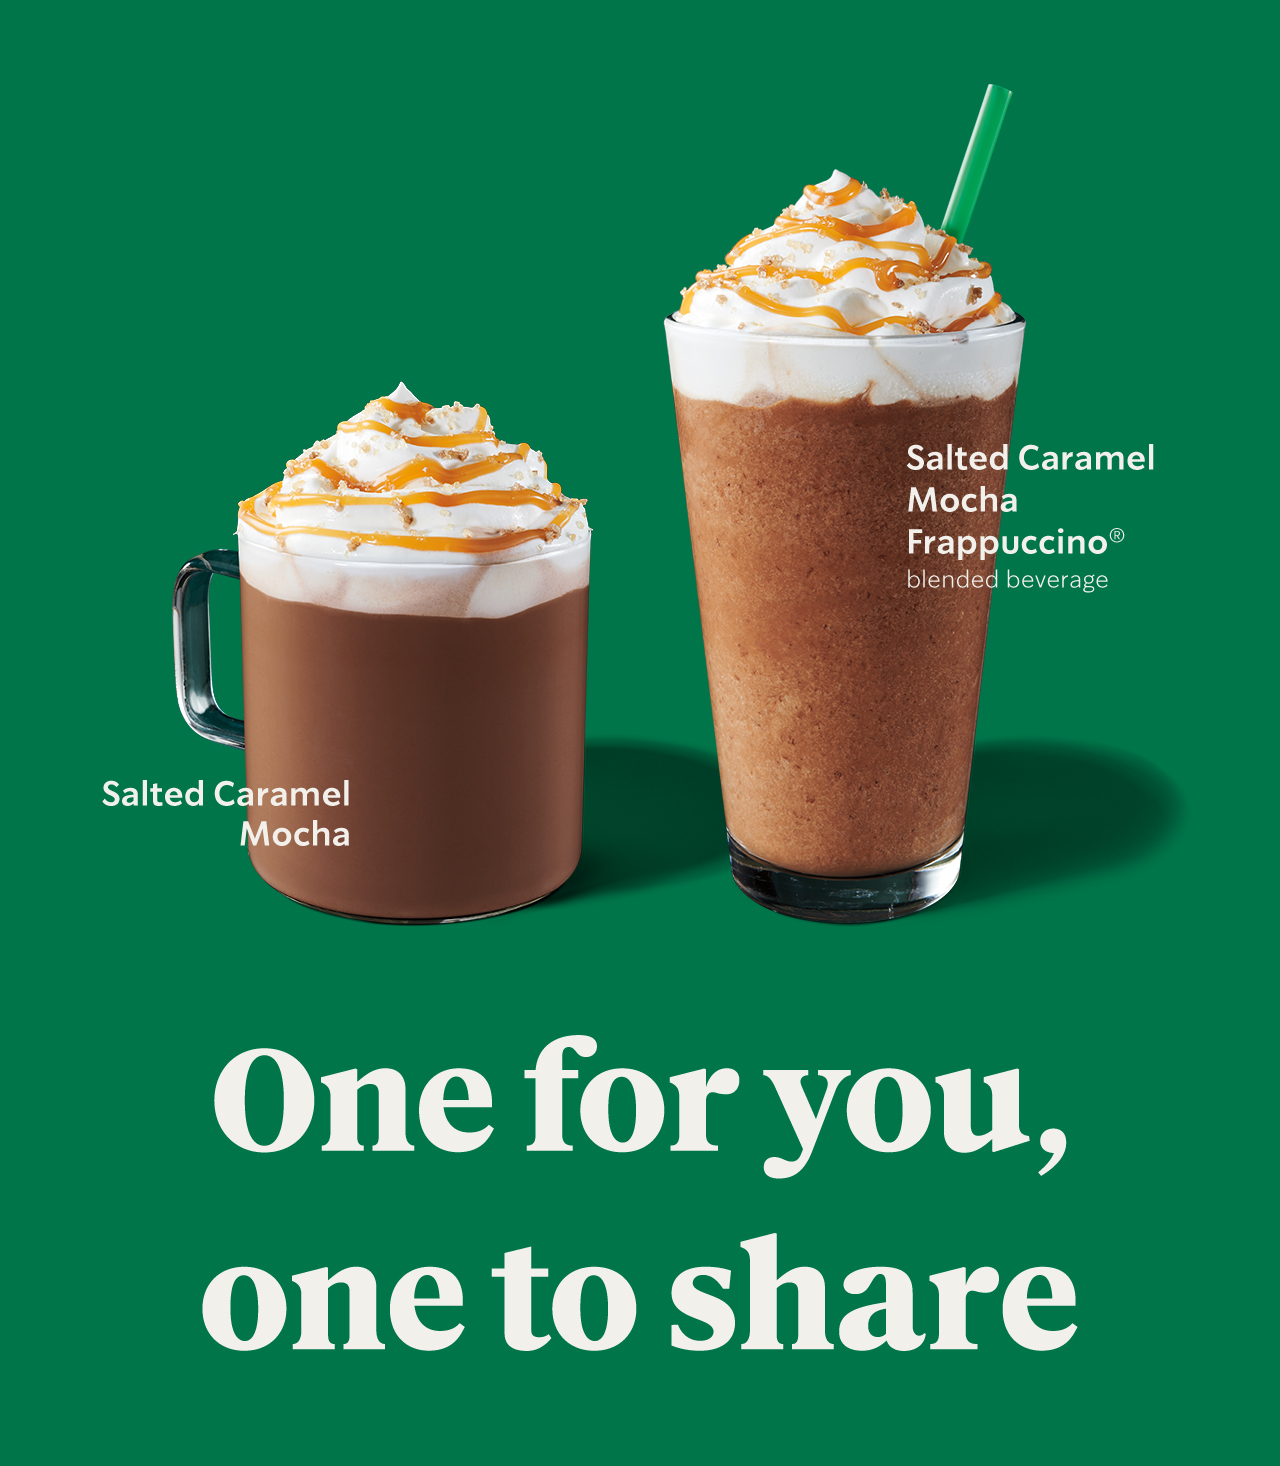 Salted Caramel
Mocha
Frappuccino®
blended beverage
Salted Caramel
Mocha
One for you,
one to share